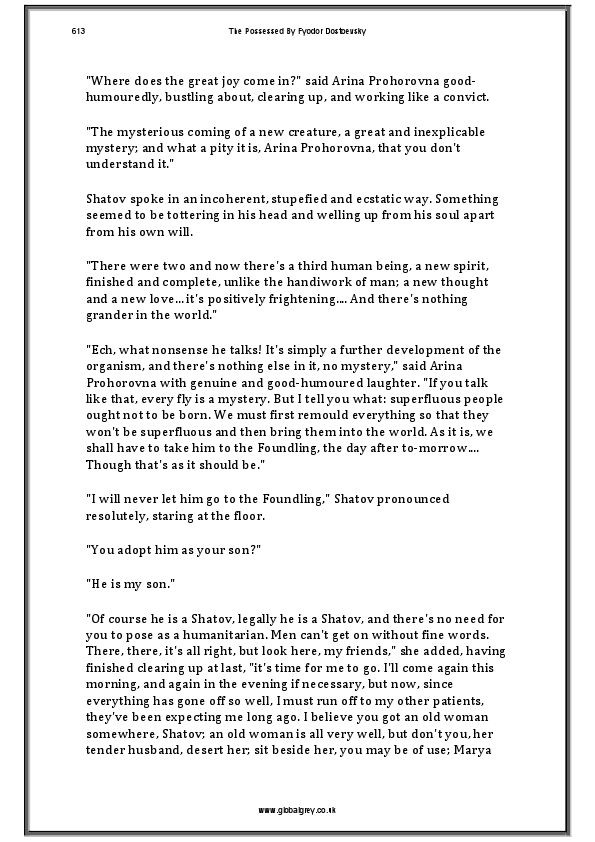 613 The Possessed By Fyodor Dostoevsky
"Where does the great joy come in?" said Arina Prohorovna good-
humouredly, bustling about, clearing up, and working like a convict.
"The mysterious coming of a new creature, a great and inexplicable
mystery; and what a pity it is, Arina Prohorovna, that you don't
understand it."
Shatov spoke in an incoherent, stupefied and ecstatic way. Something
seemed to be tottering in his head and welling up from his soul apart
from his own will.
"There were two and now there's a third human being, a new spirit,
finished and complete, unlike the handiwork of man; a new thought
and a new love... it's positively frightening.... And there's nothing
grander in the world."
"Ech, what nonsense he talks! It's simply a further development of the
organism, and there's nothing else in it, no mystery," said Arina
Prohorovna with genuine and good-humoured laughter. "If you talk
like that, every fly is a mystery. But I tell you what: superfluous people
ought not to be born. We must first remould everything so that they
won't be superfluous and then bring them into the world. As it is, we
shall have to take him to the Foundling, the day after to-morrow....
Though that's as it should be."
"I will never let him go to the Foundling," Shatov pronounced
resolutely, staring at the floor.
"You adopt him as your son?"
"He is my son."
"Of course he is a Shatov, legally he is a Shatov, and there's no need for
you to pose as a humanitarian. Men can't get on without fine words.
There, there, it's all right, but look here, my friends," she added, having
finished clearing up at last, "it's time for me to go. I'll come again this
morning, and again in the evening if necessary, but now, since
everything has gone off so well, I must run off to my other patients,
they've been expecting me long ago. I believe you got an old woman
somewhere, Shatov; an old woman is all very well, but don't you, her
tender husband, desert her; sit beside her, you may be of use; Marya
www.globalgrey.co.uk